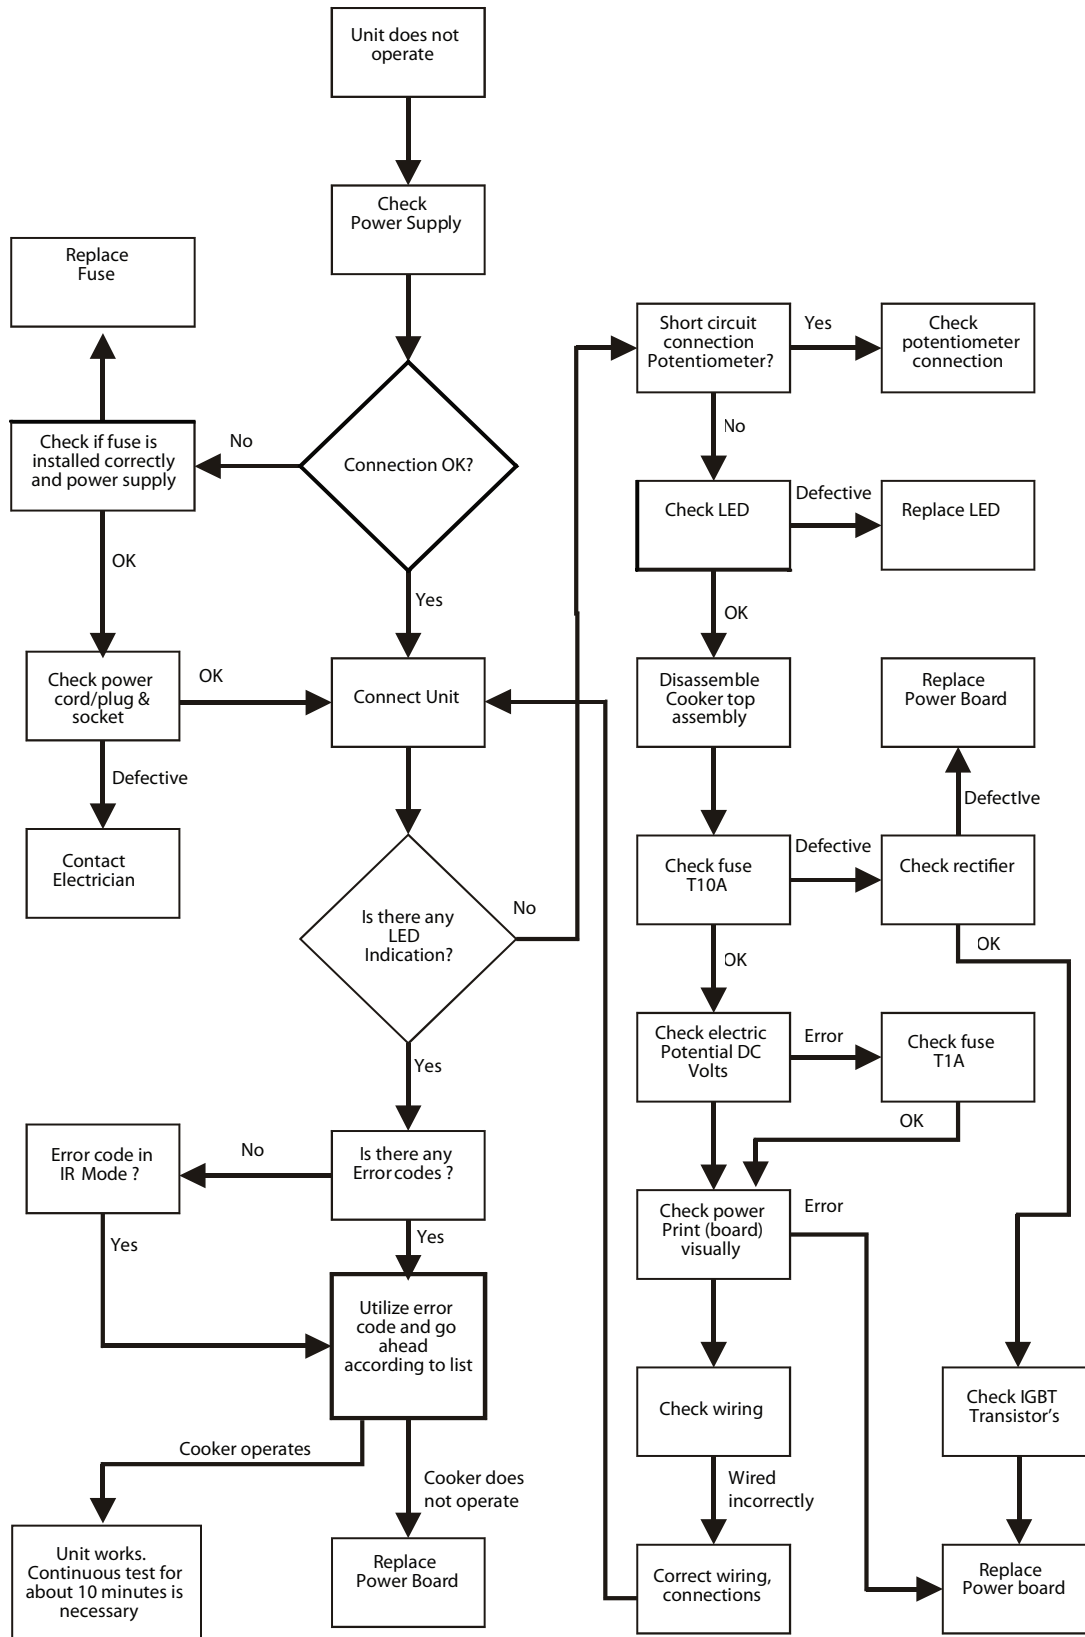 Unit does not
operate
Check
Power Supply
Replace
Fuse
Check if fuse is
installed correctly
and power supply
No
Connection OK?
OK
Yes
Check power
cord/plug &
socket
OK
Connect Unit
Defective
Contact
Electrician
Is there any
LED
Indication?
No
Yes
Error code in
IR Mode ?
No
Is there any
Error codes ?
Yes
Yes
Utilize error
code and go
ahead
according to list
Cooker operates
Cooker does
not operate
Unit works.
Continuous test for
about 10 minutes is
necessary
Replace
Power Board
Short circuit
connection
Potentiometer?
Yes
Check
potentiometer
connection
No
Check LED
Defective
Replace LED
OK
Disassemble
Cooker top
assembly
Replace
Power Board
DefectIve
Check fuse
T10A
Defective
Check rectifier
OK
OK
Check electric
Potential DC
Volts
Error
Check fuse
T1A
OK
Check power
Print (board)
visually
Error
Check wiring
Check IGBT
Transistor's
Wired
incorrectly
Correct wiring,
connections
Replace
Power board